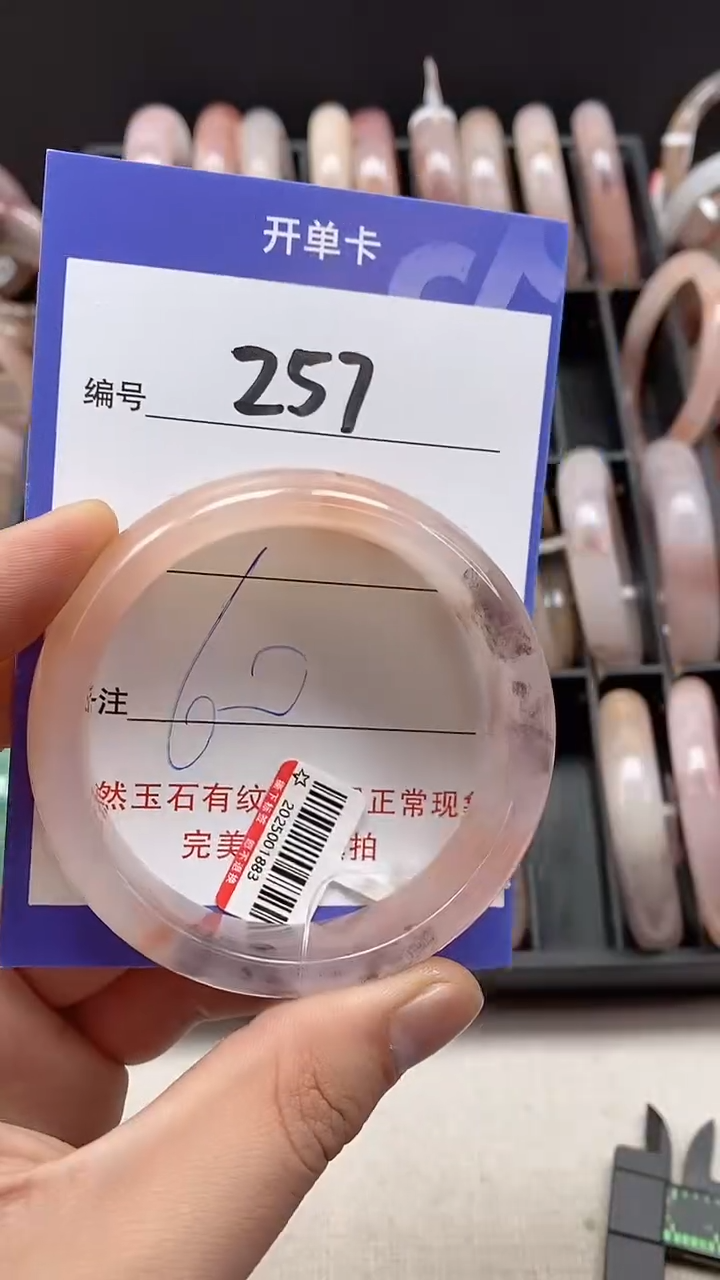 开单卡
编号 257
注
然玉石有纹 正常现
完美 拍
2025001883